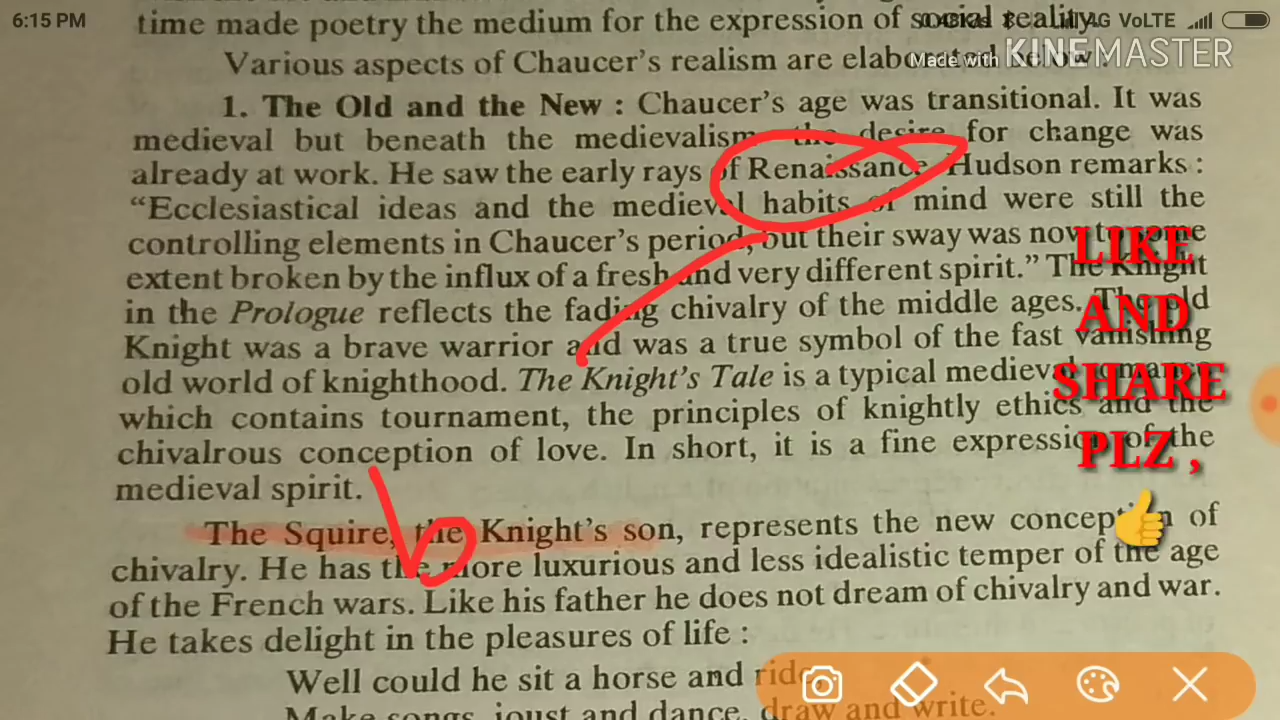 6:15 PM
4G VoLTE
time made poetry the medium for the expression of social reality.
Made with KINEMASTER
Various aspects of Chaucer's realism are elaborated below
1. The Old and the New : Chaucer's age was transitional. It was
medieval but beneath the medievalism the desire for change was
already at work. He saw the early rays of Renaissance. Hudson remarks :
“Ecclesiastical ideas and the medieval habits of mind were still the
controlling elements in Chaucer's period, but their sway was now to some
extent broken by the influx of a fresh and very different spirit.” The Knight
in the Prologue reflects the fading chivalry of the middle ages. The old
Knight was a brave warrior and was a true symbol of the fast vanishing
old world of knighthood. The Knight's Tale is a typical medieval romance
which contains tournament, the principles of knightly ethics and the
chivalrous conception of love. In short, it is a fine expression of the
medieval spirit.
The Squire, the Knight's son, represents the new conception of
chivalry. He has the more luxurious and less idealistic temper of the age
of the French wars. Like his father he does not dream of chivalry and war.
He takes delight in the pleasures of life :
Well could he sit a horse and ride,
Make songs, joust and dance, draw and write.
LIKE
AND
SHARE
PLZ ,